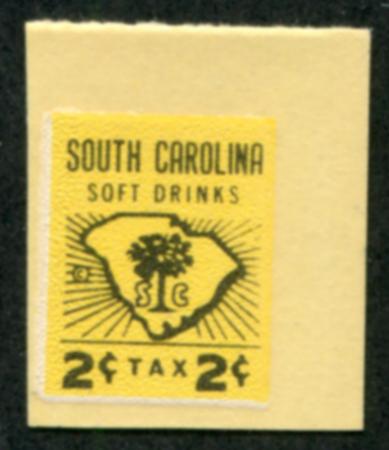 SOUTH CAROLINA
SOFT DRINKS
©
S C
2¢ TAX 2¢